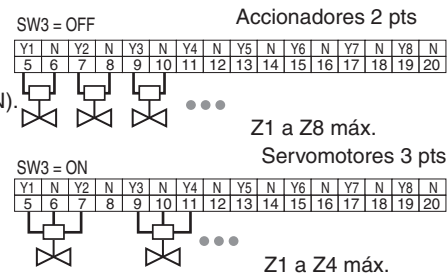 SW3 = OFF
Accionadores 2 pts
Y1 N Y2 N Y3 N Y4 N Y5 N Y6 N Y7 N Y8 N
5 6 7 8 9 10 11 12 13 14 15 16 17 18 19 20
N).
Z1 a Z8 máx.
Servomotores 3 pts
SW3 = ON
Y1 N Y2 N Y3 N Y4 N Y5 N Y6 N Y7 N Y8 N
5 6 7 8 9 10 11 12 13 14 15 16 17 18 19 20
Z1 a Z4 máx.